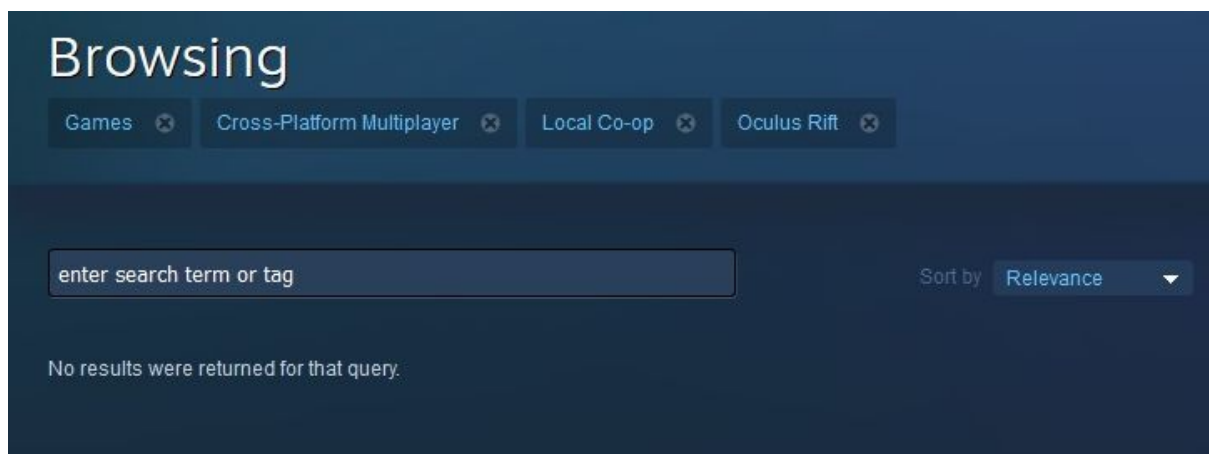 Browsing
Games Cross-Platform Multiplayer Local Co-op Oculus Rift
enter search term or tag Sort by Relevance
No results were returned for that query.